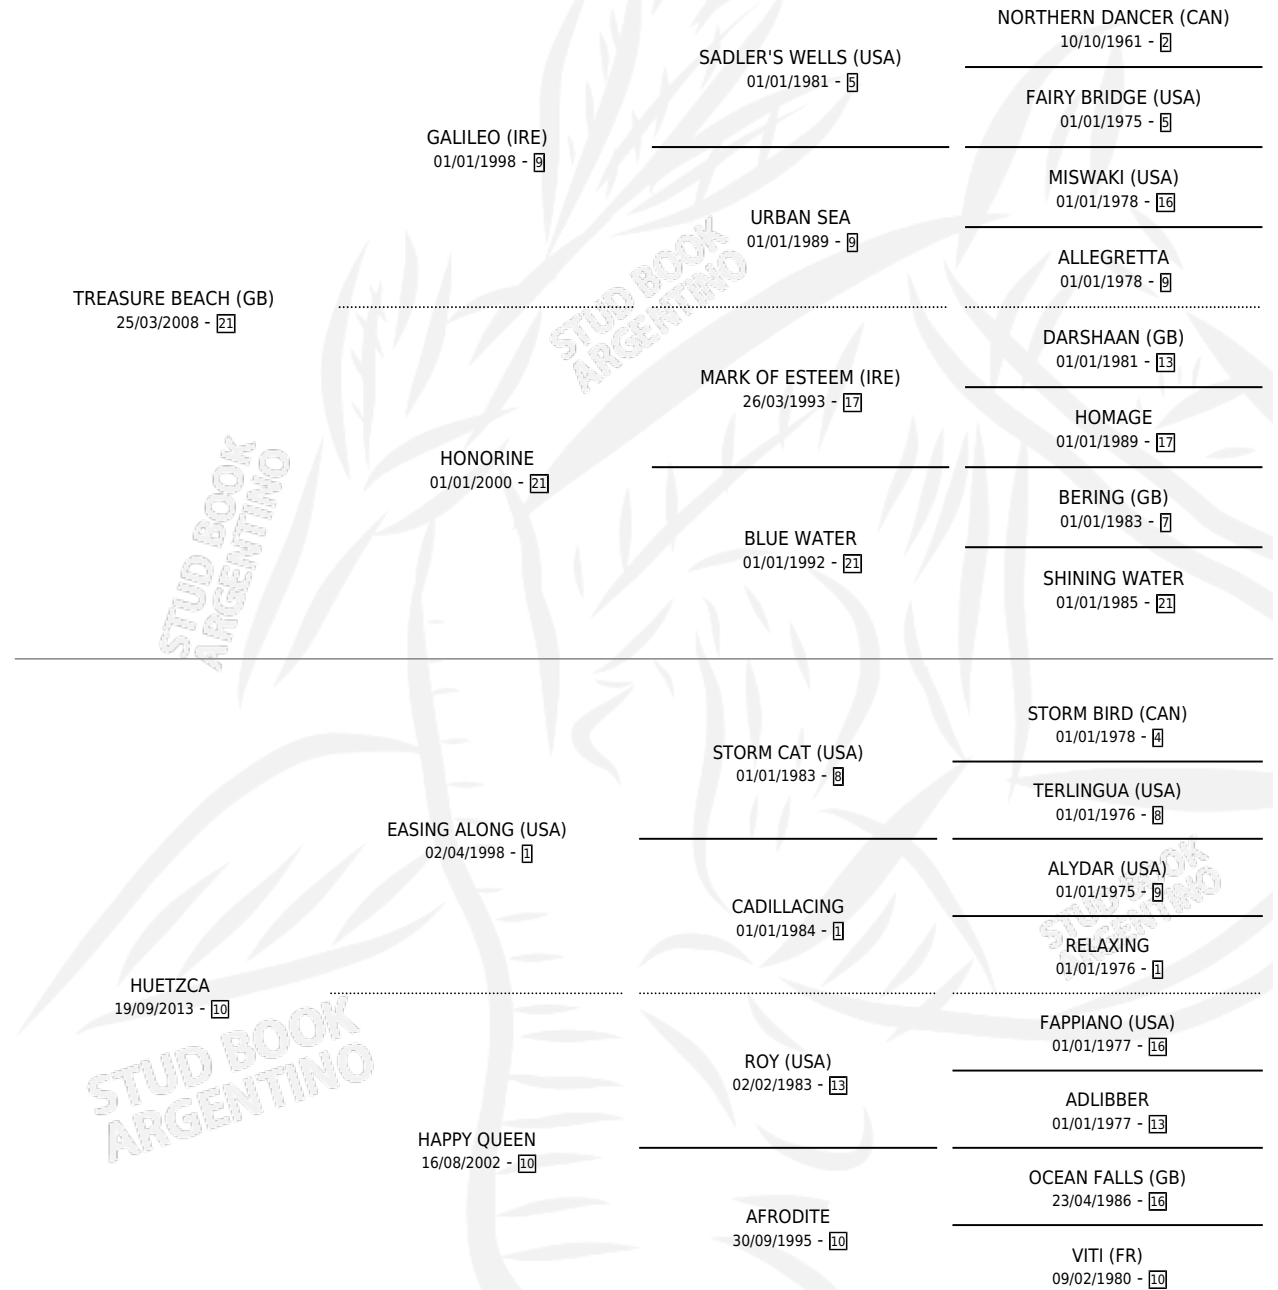 NORTHERN DANCER (CAN)
10/10/1961 - 2
SADLER'S WELLS (USA)
01/01/1981 - 5
FAIRY BRIDGE (USA)
01/01/1975 - 5
GALILEO (IRE)
01/01/1998 - 9
MISWAKI (USA)
01/01/1978 - 16
URBAN SEA
01/01/1989 - 9
ALLEGRETTA
01/01/1978 - 9
TREASURE BEACH (GB)
25/03/2008 - 21
DARSHAAN (GB)
01/01/1981 - 13
MARK OF ESTEEM (IRE)
26/03/1993 - 17
HOMAGE
01/01/1989 - 17
HONORINE
01/01/2000 - 21
BERING (GB)
01/01/1983 - 7
BLUE WATER
01/01/1992 - 21
SHINING WATER
01/01/1985 - 21
STORM BIRD (CAN)
01/01/1978 - 4
STORM CAT (USA)
01/01/1983 - 8
TERLINGUA (USA)
01/01/1976 - 8
EASING ALONG (USA)
02/04/1998 - 1
ALYDAR (USA)
01/01/1975 - 9
CADILLACING
01/01/1984 - 1
RELAXING
01/01/1976 - 1
HUETZCA
19/09/2013 - 10
FAPPIANO (USA)
01/01/1977 - 16
ROY (USA)
02/02/1983 - 13
ADLIBBER
01/01/1977 - 13
HAPPY QUEEN
16/08/2002 - 10
OCEAN FALLS (GB)
23/04/1986 - 16
AFRODITE
30/09/1995 - 10
VITI (FR)
09/02/1980 - 10
STUD BOOK
ARGENTINO
STUD BOOK
ARGENTINO
STUD BOOK
ARGENTINO
STUD BOOK
ARGENTINO